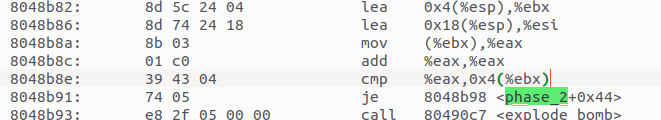 8048b82: 8d 5c 24 04 lea 0x4(%esp),%ebx
8048b86: 8d 74 24 18 lea 0x18(%esp),%esi
8048b8a: 8b 03 mov (%ebx),%eax
8048b8c: 01 c0 add %eax,%eax
8048b8e: 39 43 04 cmp %eax,0x4(%ebx)
8048b91: 74 05 je 8048b98 <phase_2+0x44>
8048b93: e8 2f 05 00 00 call 80490c7 <explode_bomb>